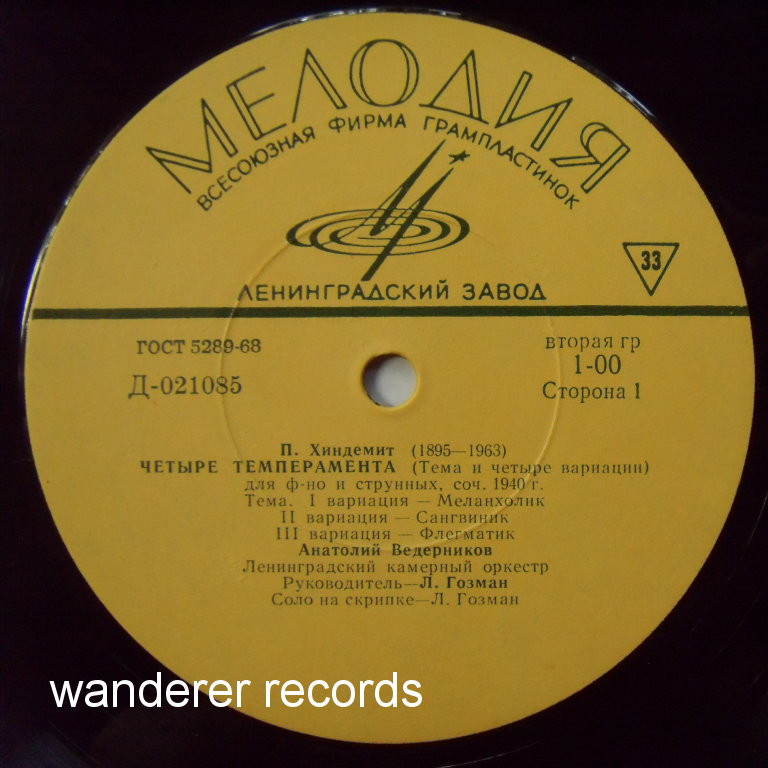 МЕЛОДИЯ
ВСЕСОЮЗНАЯ ФИРМА ГРАМПЛАСТИНОК
33
ЛЕНИНГРАДСКИЙ ЗАВОД
ГОСТ 5289-68
вторая гр
Д-021085
1-00
Сторона 1
П. Хиндемит (1895—1963)
ЧЕТЫРЕ ТЕМПЕРАМЕНТА (Тема и четыре вариации)
для ф-но и струнных, соч. 1940 г.
Тема. I вариация — Меланхолик
II вариация — Сангвиник
III вариация — Флегматик
Анатолий Ведерников
Ленинградский камерный оркестр
Руководитель—Л. Гозман
Соло на скрипке—Л. Гозман
wanderer records